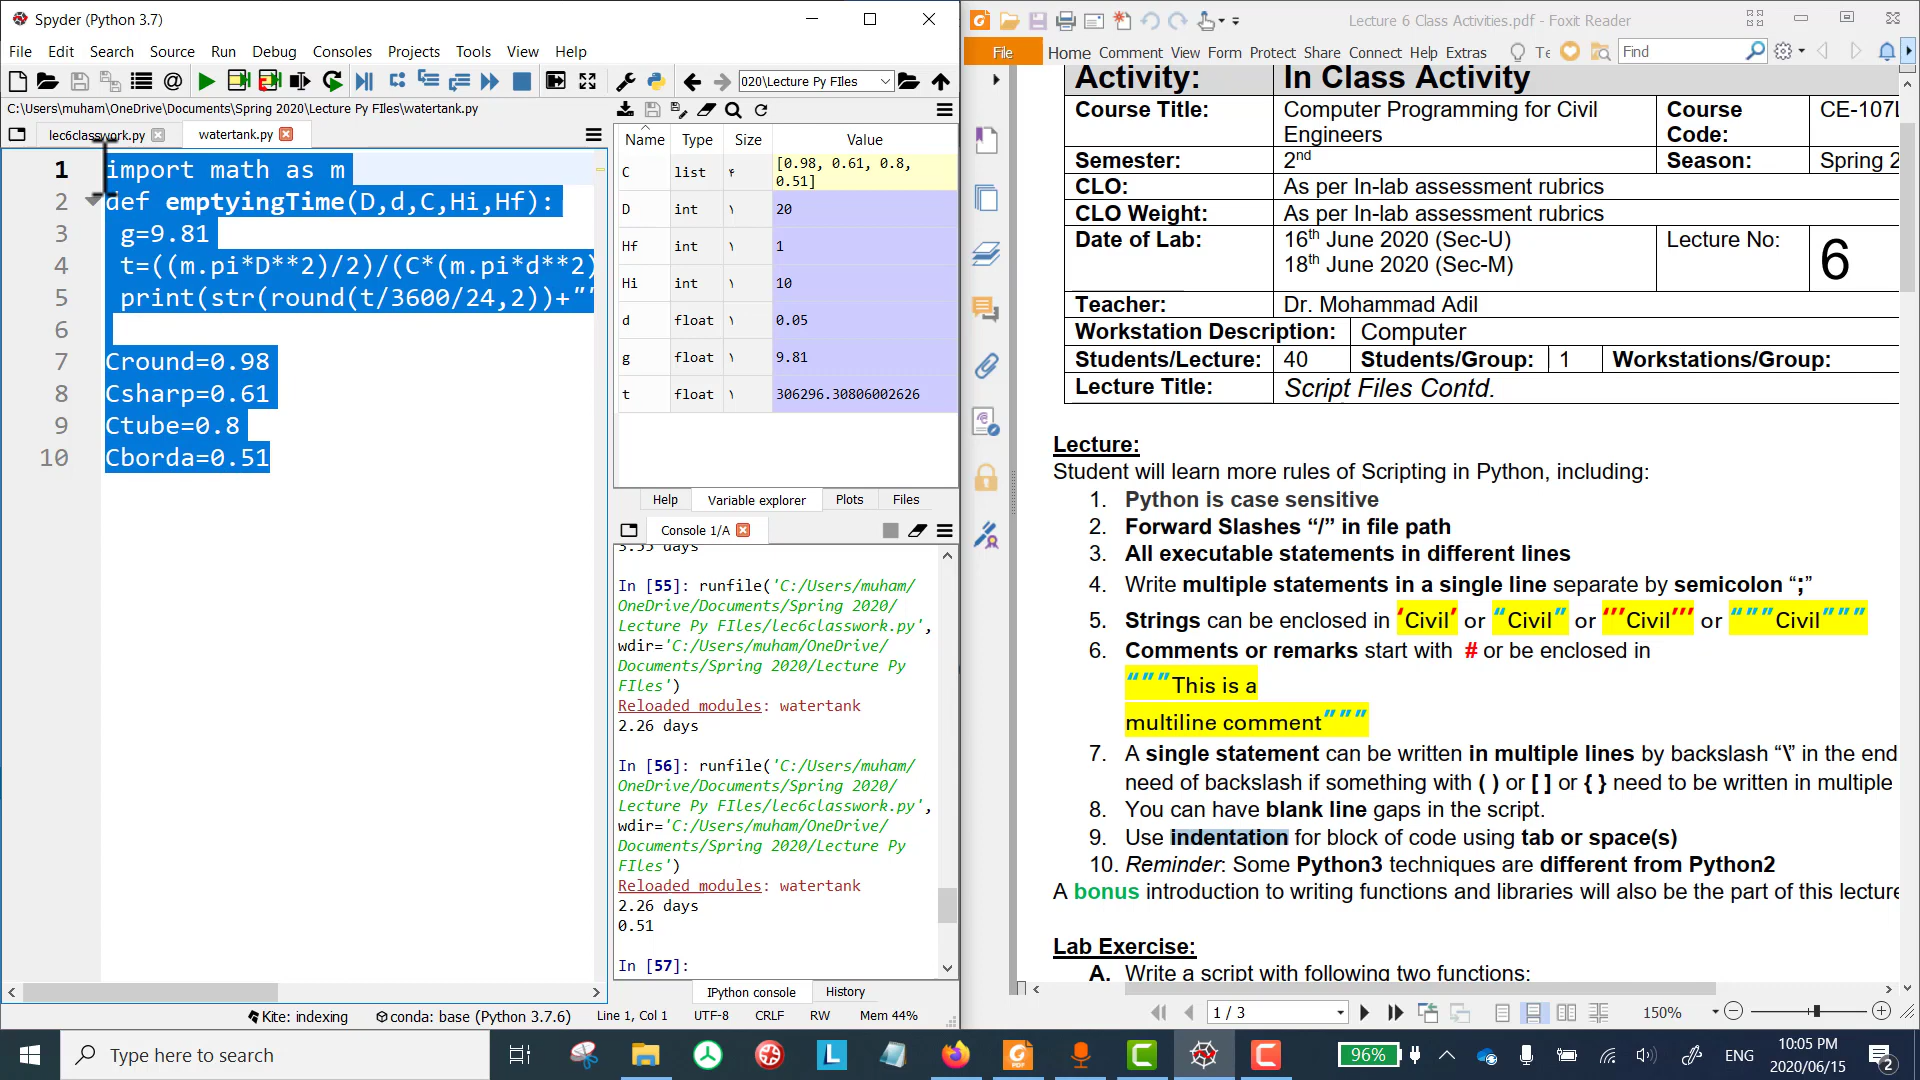 Spyder (Python 3.7)
File Edit Search Source Run Debug Consoles Projects Tools View Help
020\Lecture Py FIles
C:\Users\muham\OneDrive\Documents\Spring 2020\Lecture Py FIles\watertank.py
lec6classwork.py watertank.py
1 import math as m
2 def emptyingTime(D,d,C,Hi,Hf):
3 g=9.81
4 t=((m.pi*D**2)/2)/(C*(m.pi*d**2)
5 print(str(round(t/3600/24,2))+"
6
7 Cround=0.98
8 Csharp=0.61
9 Ctube=0.8
10 Cborda=0.51
Name Type Size Value
C list ۴ [0.98, 0.61, 0.8, 0.51]
D int ۱ 20
Hf int ۱ 1
Hi int ۱ 10
d float ۱ 0.05
g float ۱ 9.81
t float ۱ 306296.30806002626
Help Variable explorer Plots Files
Console 1/A
3.55 days
In [55]: runfile('C:/Users/muham/
OneDrive/Documents/Spring 2020/
Lecture Py FIles/lec6classwork.py',
wdir='C:/Users/muham/OneDrive/
Documents/Spring 2020/Lecture Py
FIles')
Reloaded modules: watertank
2.26 days
In [56]: runfile('C:/Users/muham/
OneDrive/Documents/Spring 2020/
Lecture Py FIles/lec6classwork.py',
wdir='C:/Users/muham/OneDrive/
Documents/Spring 2020/Lecture Py
FIles')
Reloaded modules: watertank
2.26 days
0.51
In [57]:
IPython console History
Kite: indexing conda: base (Python 3.7.6) Line 1, Col 1 UTF-8 CRLF RW Mem 44%
Lecture 6 Class Activities.pdf - Foxit Reader
File Home Comment View Form Protect Share Connect Help Extras Te Find
Activity: In Class Activity
Course Title: Computer Programming for Civil Engineers Course Code: CE-107L
Semester: 2nd Season: Spring 2
CLO: As per In-lab assessment rubrics
CLO Weight: As per In-lab assessment rubrics
Date of Lab: 16th June 2020 (Sec-U) Lecture No: 6
18th June 2020 (Sec-M)
Teacher: Dr. Mohammad Adil
Workstation Description: Computer
Students/Lecture: 40 Students/Group: 1 Workstations/Group:
Lecture Title: Script Files Contd.
Lecture:
Student will learn more rules of Scripting in Python, including:
1. Python is case sensitive
2. Forward Slashes “/” in file path
3. All executable statements in different lines
4. Write multiple statements in a single line separate by semicolon “;”
5. Strings can be enclosed in ‘Civil’ or “Civil” or ’’’Civil’’’ or “““Civil”””
6. Comments or remarks start with # or be enclosed in
“““This is a
multiline comment”””
7. A single statement can be written in multiple lines by backslash “\” in the end
need of backslash if something with ( ) or [ ] or { } need to be written in multiple
8. You can have blank line gaps in the script.
9. Use indentation for block of code using tab or space(s)
10. Reminder: Some Python3 techniques are different from Python2
A bonus introduction to writing functions and libraries will also be the part of this lecture
Lab Exercise:
A. Write a script with following two functions:
1 / 3 150%
Type here to search
96% ENG 10:05 PM
2020/06/15
2